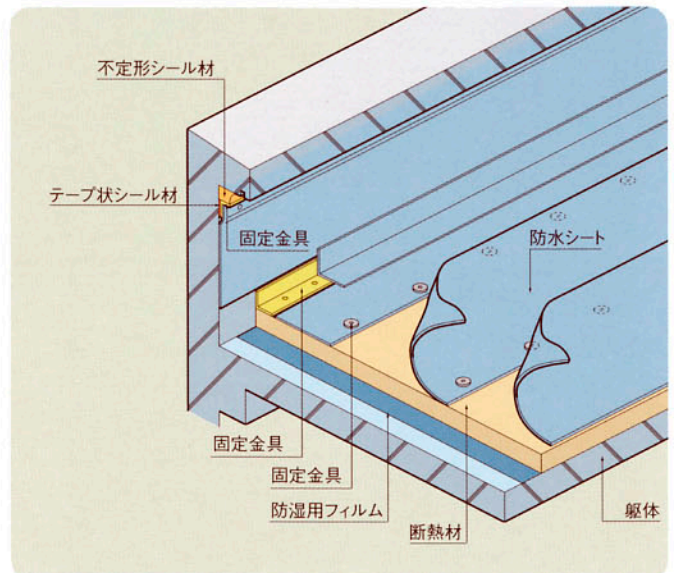 不定形シール材
テープ状シール材
固定金具
防水シート
固定金具
固定金具
防湿用フィルム
断熱材
躯体